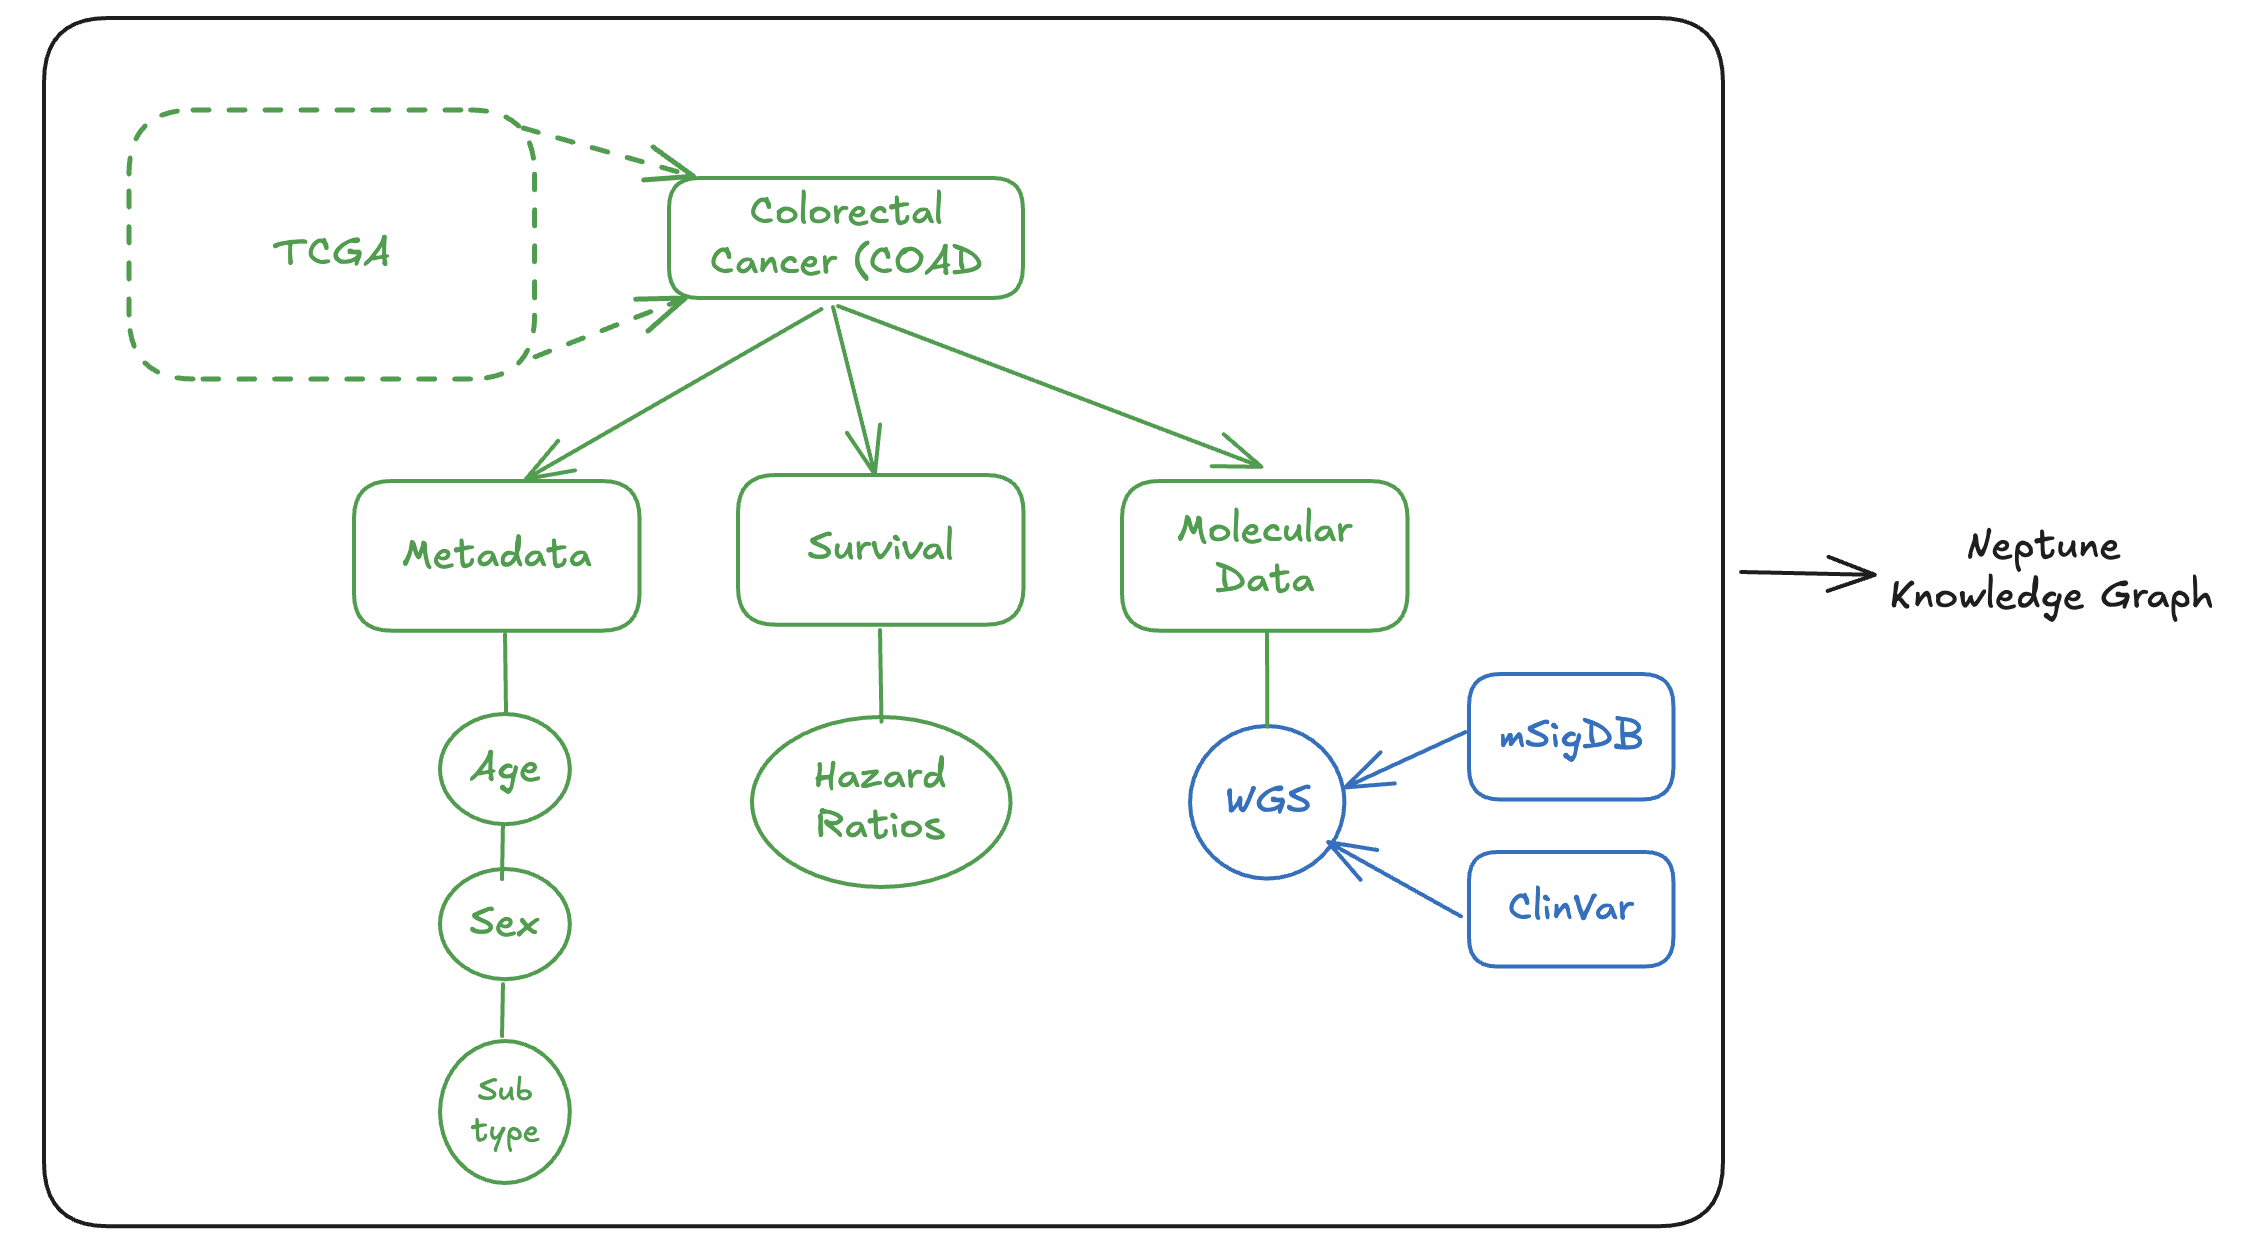 TCGA
Colorectal
Cancer (COAD
Metadata
Survival
Molecular
Data
Neptune
Knowledge Graph
Age
Sex
Sub
type
Hazard
Ratios
WGS
mSigDB
ClinVar